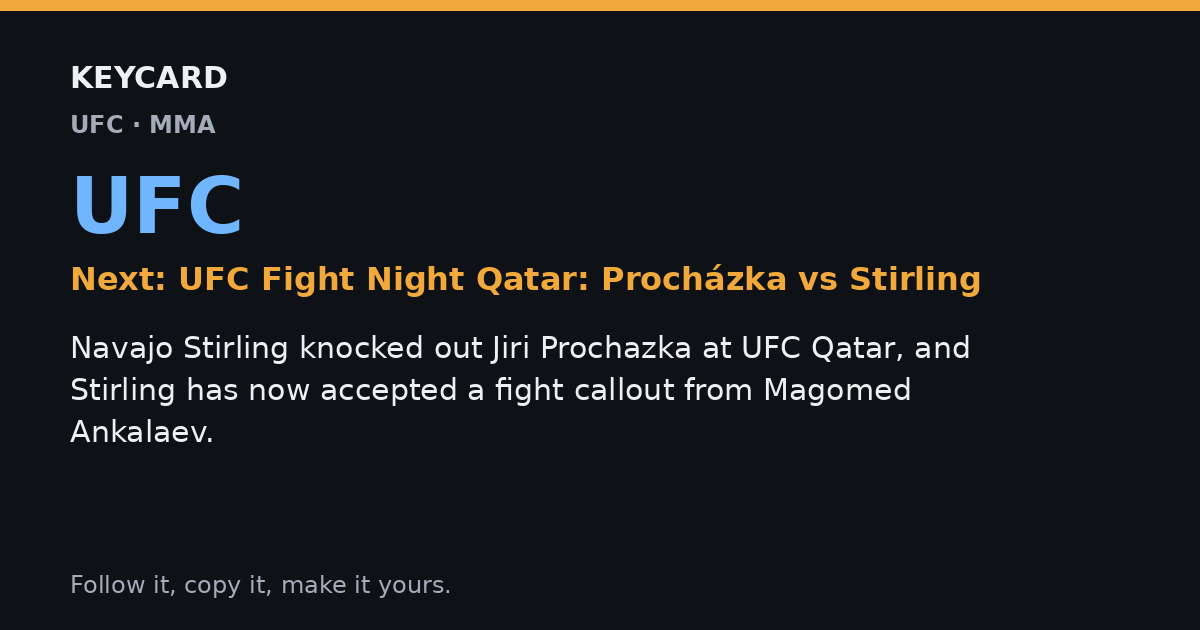 KEYCARD
UFC · MMA
UFC
Next: UFC Fight Night Qatar: Procházka vs Stirling
Navajo Stirling knocked out Jiri Prochazka at UFC Qatar, and
Stirling has now accepted a fight callout from Magomed
Ankalaev.
Follow it, copy it, make it yours.